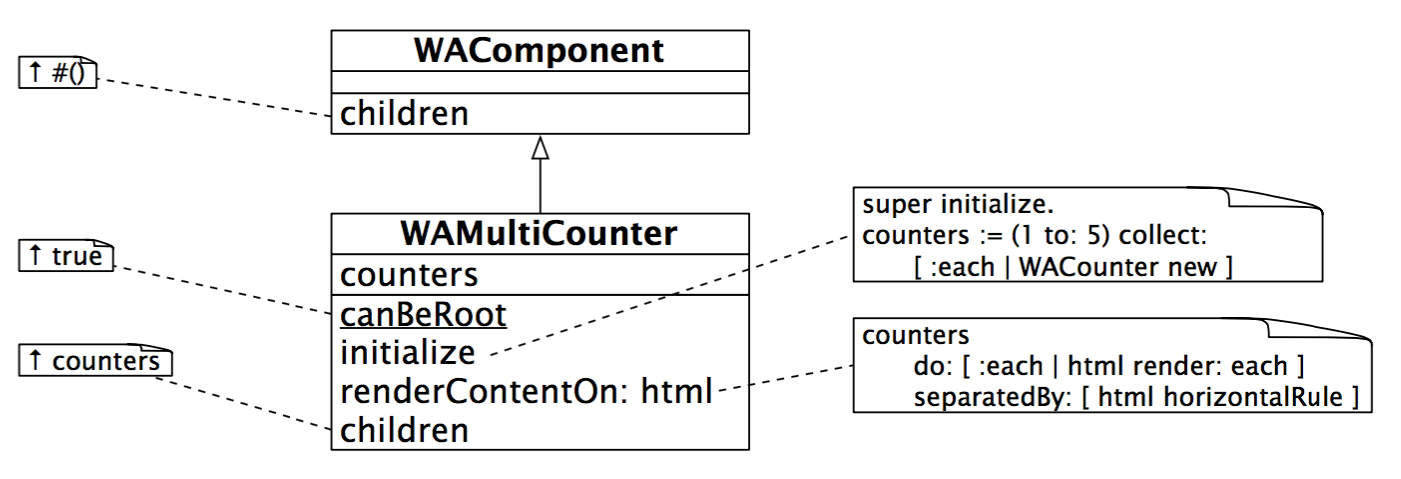 WAComponent
↑ #()
children
WAMultiCounter
counters
↑ true
canBeRoot
initialize
renderContentOn: html
↑ counters
children
super initialize.
counters := (1 to: 5) collect:
[ :each | WACounter new ]
counters
do: [ :each | html render: each ]
separatedBy: [ html horizontalRule ]